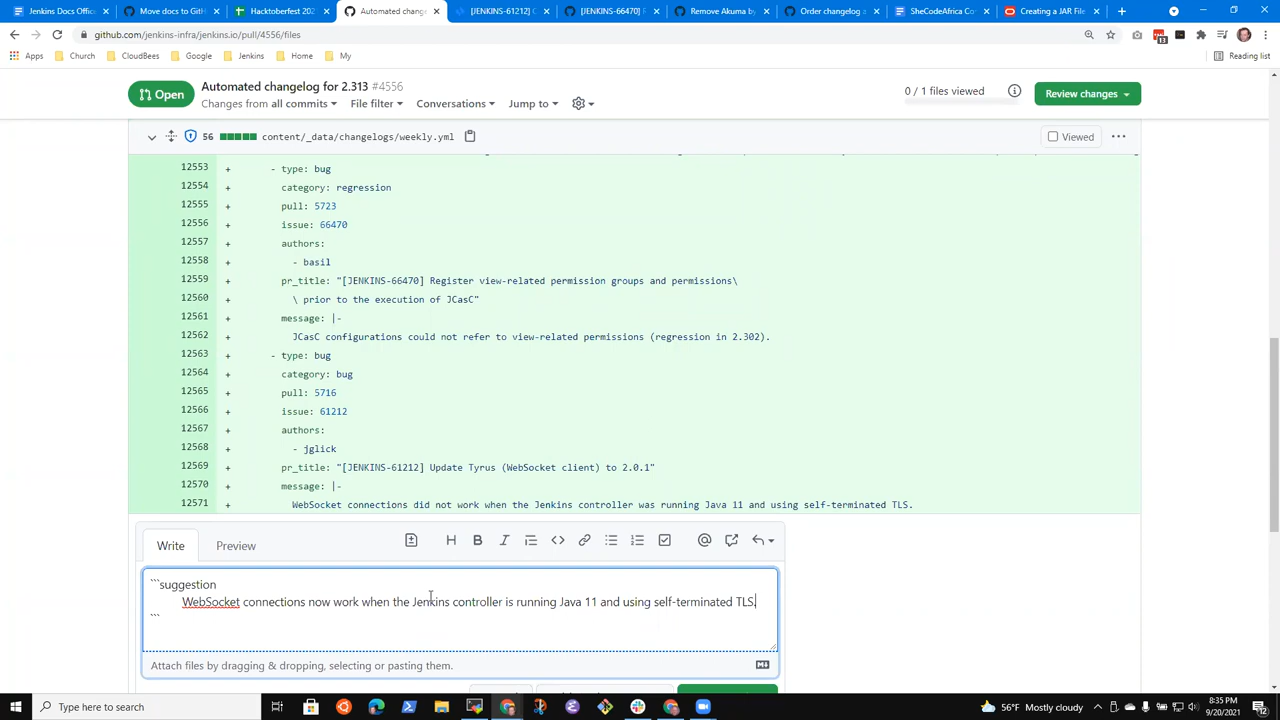 Jenkins Docs Office
Move docs to GitH
Hacktoberfest 202
Automated change
[JENKINS-61212] C
[JENKINS-66470] R
Remove Akuma by
Order changelog a
SheCodeAfrica Co
Creating a JAR File
github.com/jenkins-infra/jenkins.io/pull/4556/files
13
Apps
Church
CloudBees
Google
Jenkins
Home
My
Reading list
Open
Automated changelog for 2.313 #4556
Changes from all commits
File filter
Conversations
Jump to
0 / 1 files viewed
Review changes
56
content/_data/changelogs/weekly.yml
Viewed
12553 + - type: bug
12554 + category: regression
12555 + pull: 5723
12556 + issue: 66470
12557 + authors:
12558 + - basil
12559 + pr_title: "[JENKINS-66470] Register view-related permission groups and permissions\
12560 + \ prior to the execution of JCasC"
12561 + message: |-
12562 + JCasC configurations could not refer to view-related permissions (regression in 2.302).
12563 + - type: bug
12564 + category: bug
12565 + pull: 5716
12566 + issue: 61212
12567 + authors:
12568 + - jglick
12569 + pr_title: "[JENKINS-61212] Update Tyrus (WebSocket client) to 2.0.1"
12570 + message: |-
12571 + WebSocket connections did not work when the Jenkins controller was running Java 11 and using self-terminated TLS.
Write
Preview
```suggestion
WebSocket connections now work when the Jenkins controller is running Java 11 and using self-terminated TLS.
```
Attach files by dragging & dropping, selecting or pasting them.
Type here to search
56°F Mostly cloudy
8:35 PM
9/20/2021
12